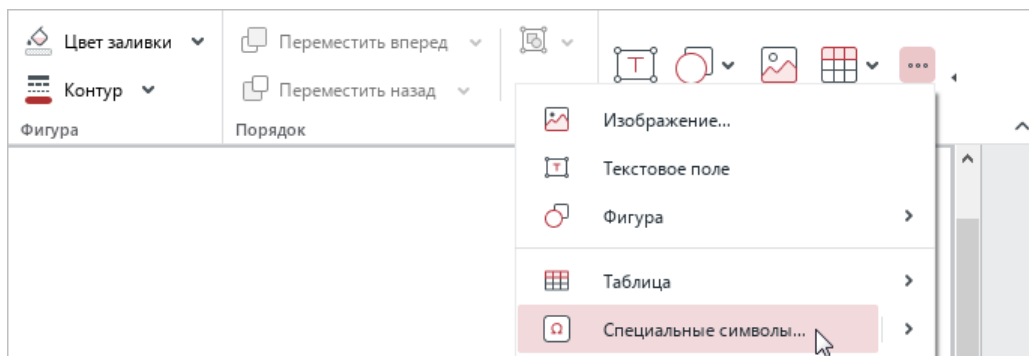 Цвет заливки
Контур
Фигура
Переместить вперед
Переместить назад
Порядок
Изображение...
Текстовое поле
Фигура
Таблица
Специальные символы...